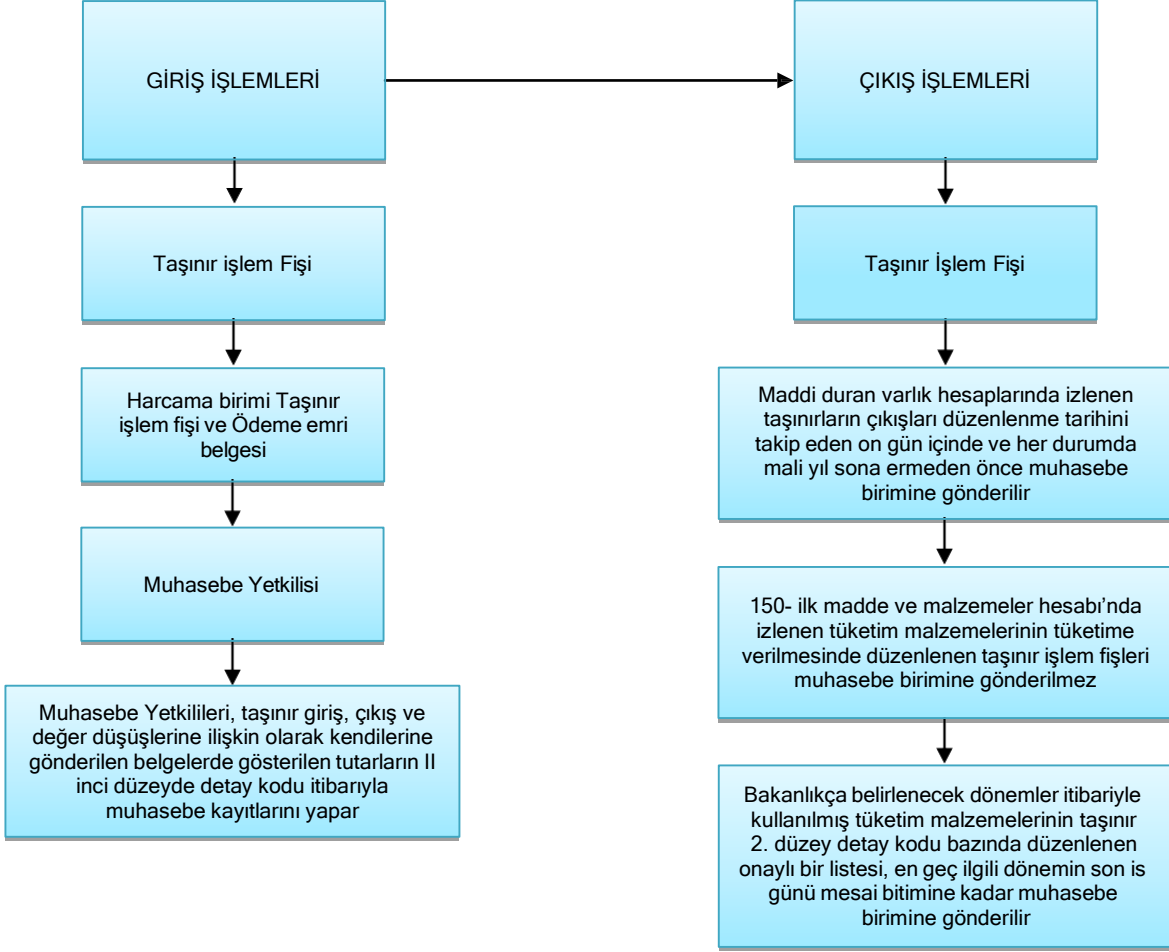 GİRİŞ İŞLEMLERİ
Taşınır işlem Fişi
Harcama birimi Taşınır
işlem fişi ve Ödeme emri
belgesi
Muhasebe Yetkilisi
Muhasebe Yetkilileri, taşınır giriş, çıkış ve
değer düşüşlerine ilişkin olarak kendilerine
gönderilen belgelerde gösterilen tutarların II
inci düzeyde detay kodu itibarıyla
muhasebe kayıtlarını yapar
ÇIKIŞ İŞLEMLERİ
Taşınır İşlem Fişi
Maddi duran varlık hesaplarında izlenen
taşınırların çıkışları düzenlenme tarihini
takip eden on gün içinde ve her durumda
mali yıl sona ermeden önce muhasebe
birimine gönderilir
150- ilk madde ve malzemeler hesabı’nda
izlenen tüketim malzemelerinin tüketime
verilmesinde düzenlenen taşınır işlem fişleri
muhasebe birimine gönderilmez
Bakanlıkça belirlenecek dönemler itibariyle
kullanılmış tüketim malzemelerinin taşınır
2. düzey detay kodu bazında düzenlenen
onaylı bir listesi, en geç ilgili dönemin son is
günü mesai bitimine kadar muhasebe
birimine gönderilir